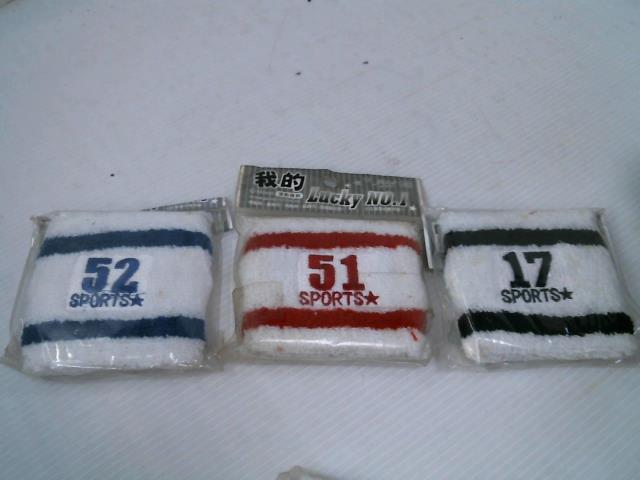 我的
Lucky NO.1
52
SPORTS★
51
SPORTS★
17
SPORTS★